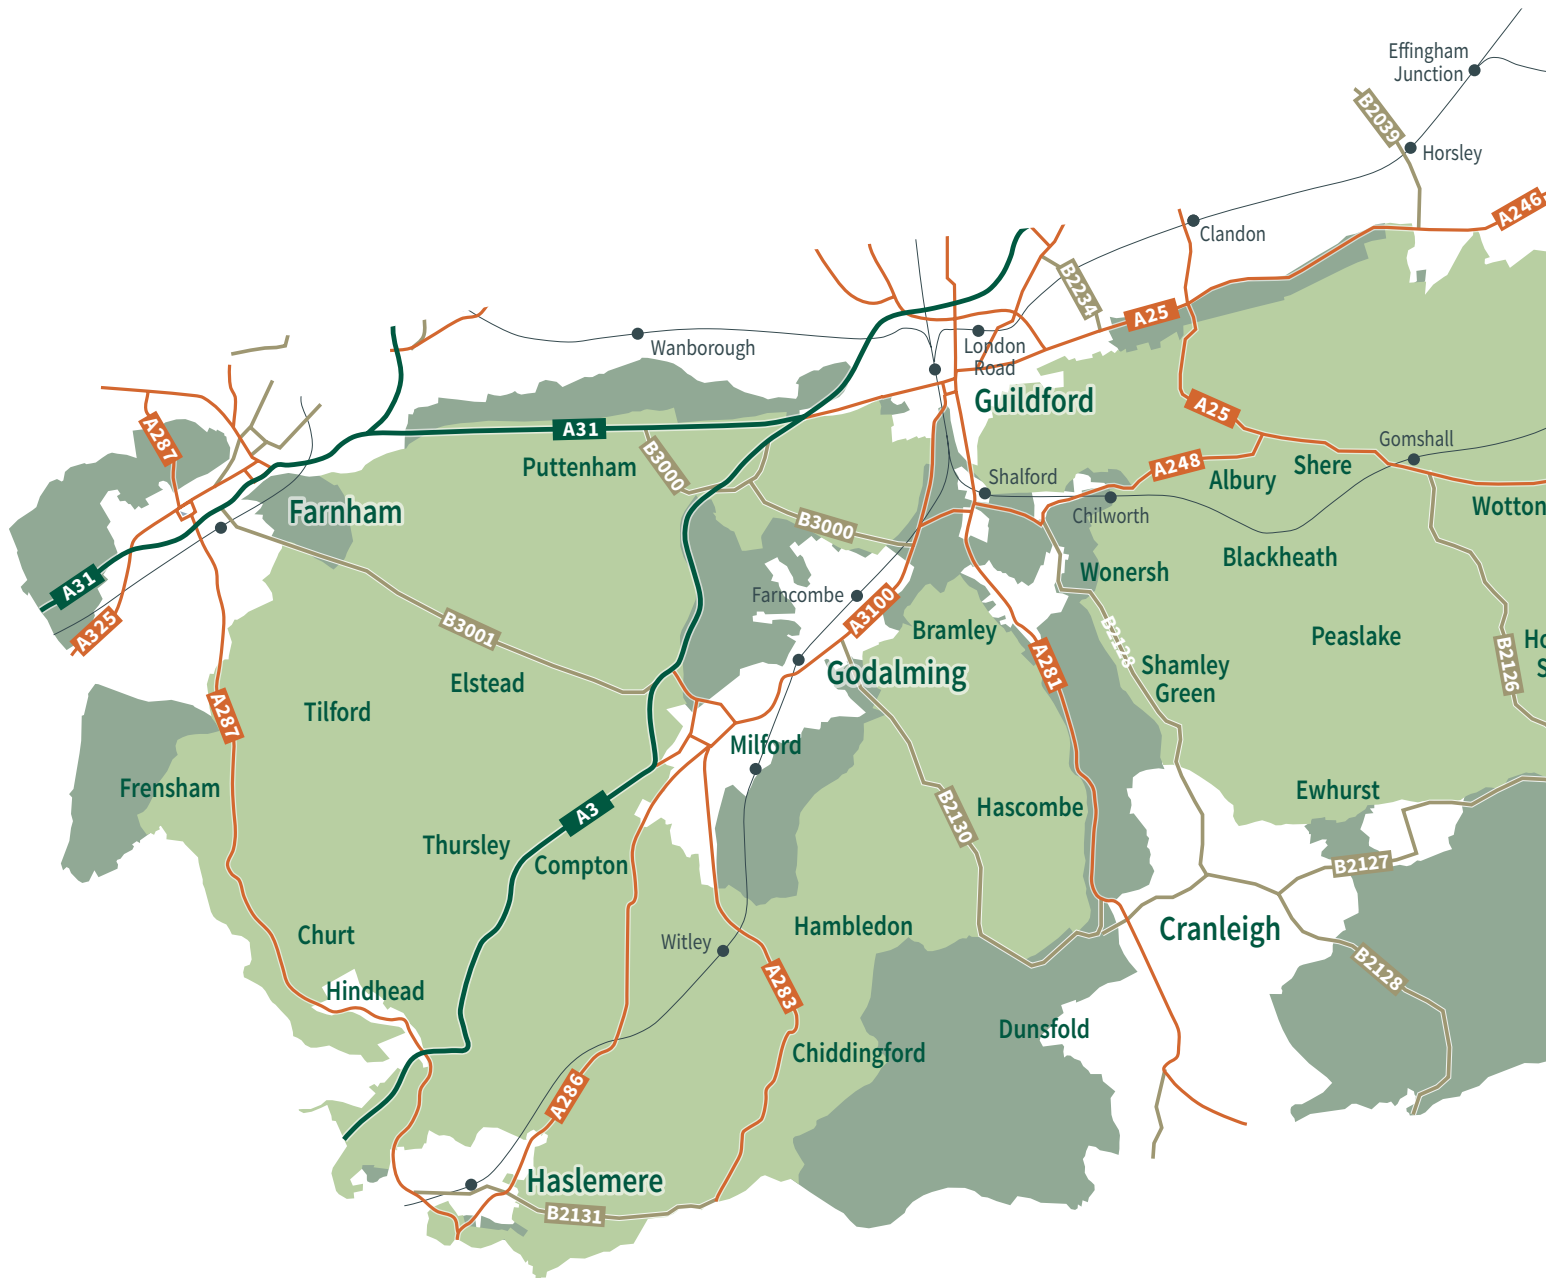 Effingham
Junction
B2039
Horsley
A246
Clandon
B2234
A25
Wanborough
London
Road
Guildford
A287
A31
Puttenham
B3000
A25
Gomshall
A248
Albury
Shere
Shalford
Farnham
Chilworth
Wotton
B3000
Blackheath
A31
Wonersh
Farncombe
A3100
A325
B3001
Bramley
B2128
Peaslake
Ho
S
B2126
A281
Shamley
Green
Godalming
Elstead
Tilford
A287
Milford
Frensham
Ewhurst
A3
Hascombe
B2130
Thursley
Compton
B2127
Hambledon
Cranleigh
Churt
Witley
B2128
A283
Hindhead
Dunsfold
Chiddingford
A286
Haslemere
B2131